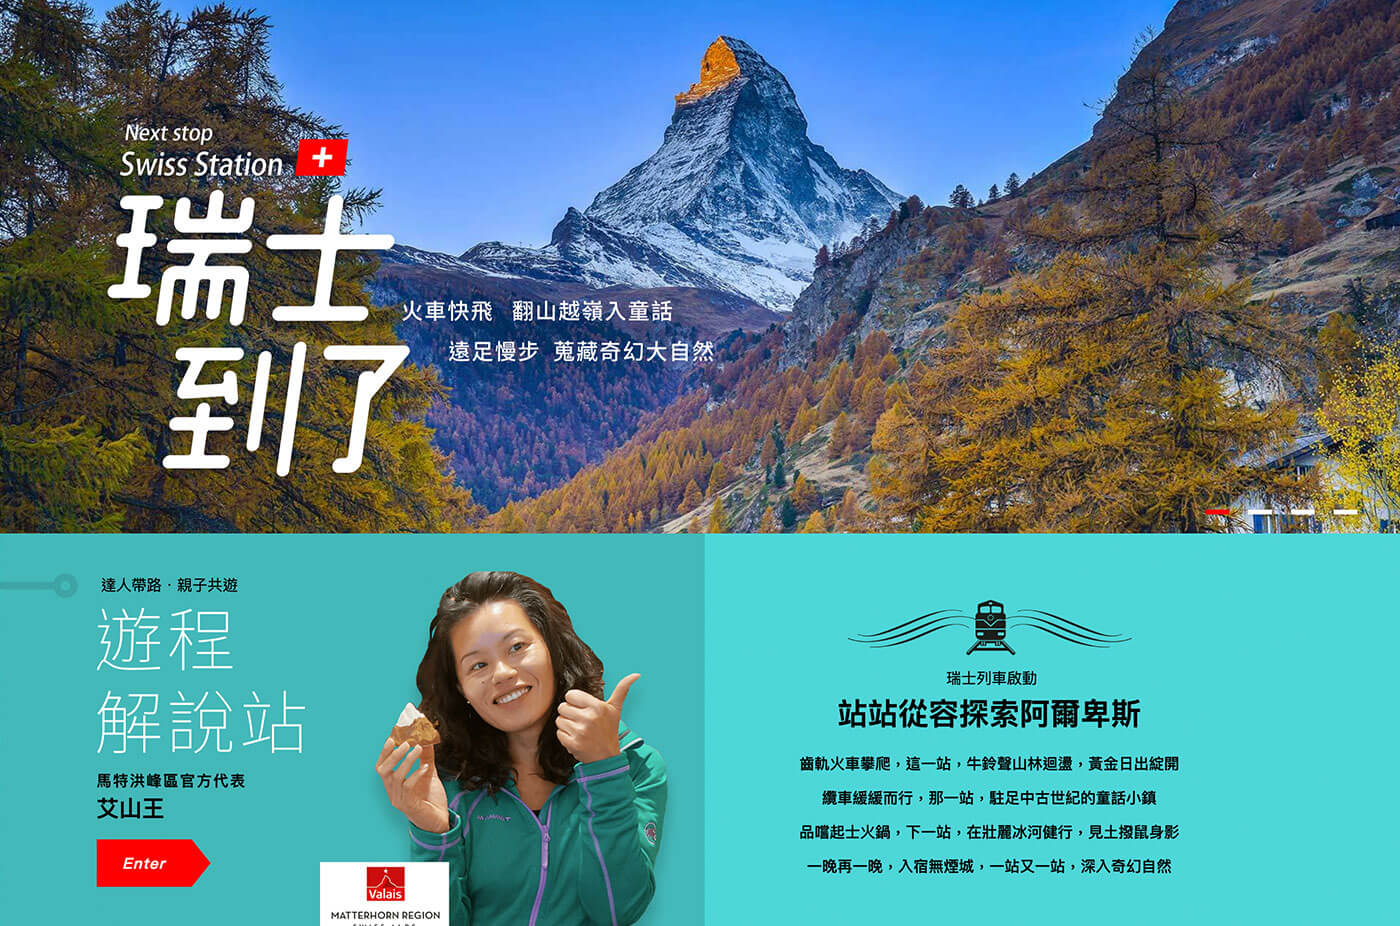 Next stop
Swiss Station
瑞士
到了
火車快飛 翻山越嶺入童話
遠足慢步 蒐藏奇幻大自然
達人帶路．親子共遊
遊程
解說站
馬特洪峰區官方代表
艾山王
Enter
MAMMUT
Valais
MATTERHORN REGION
SWISS ALPS
瑞士列車啟動
站站從容探索阿爾卑斯
齒軌火車攀爬，這一站，牛鈴聲山林迴盪，黃金日出綻開
纜車緩緩而行，那一站，駐足中古世紀的童話小鎮
品嚐起士火鍋，下一站，在壯麗冰河健行，見土撥鼠身影
一晚再一晚，入宿無煙城，一站又一站，深入奇幻自然